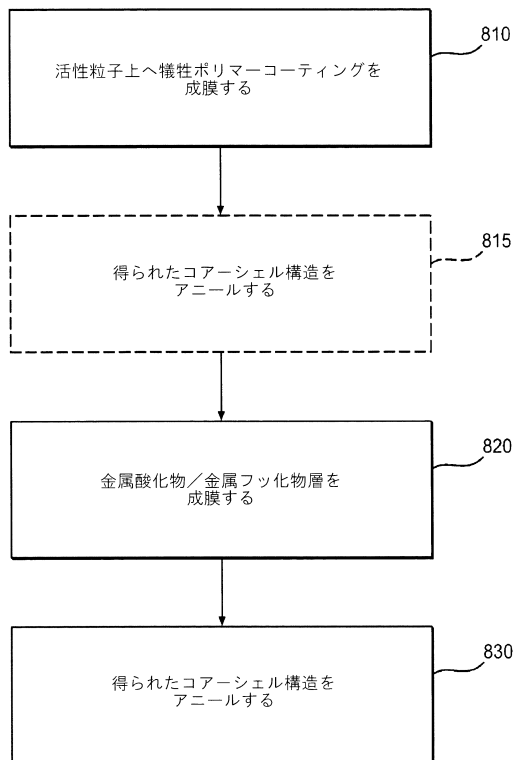 活性粒子上へ犠牲ポリマーコーティングを
成膜する
810
得られたコアーシェル構造を
アニールする
815
金属酸化物／金属フッ化物層を
成膜する
820
得られたコアーシェル構造を
アニールする
830